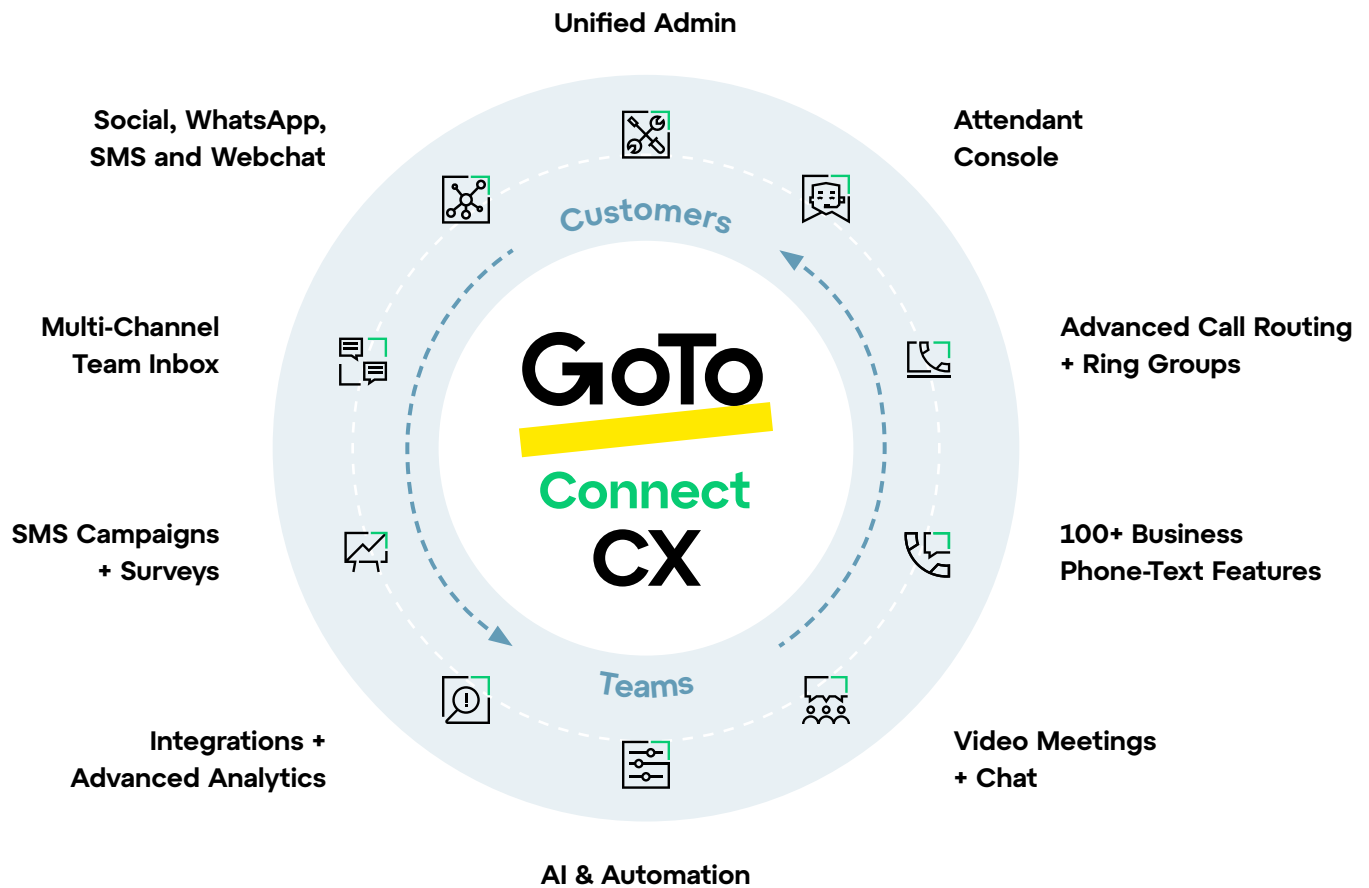 Unified Admin
Social, WhatsApp,
SMS and Webchat
Attendant
Console
Customers
Multi-Channel
Team Inbox
Advanced Call Routing
+ Ring Groups
GoTo
Connect
CX
SMS Campaigns
+ Surveys
100+ Business
Phone-Text Features
Teams
Integrations +
Advanced Analytics
Video Meetings
+ Chat
AI & Automation